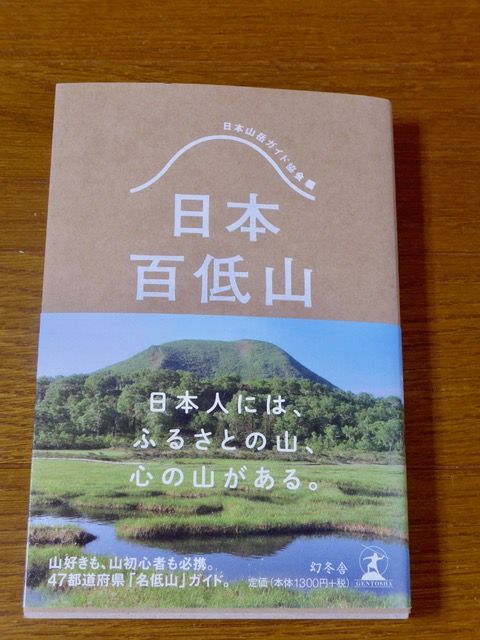 日本山岳ガイド協会 編
日本
百低山
日本人には、
ふるさとの山、
心の山がある。
山好きも、山初心者も必携。
47都道府県「名低山」ガイド。
幻冬舎
定価（本体1300円+税）
GENTOSHA